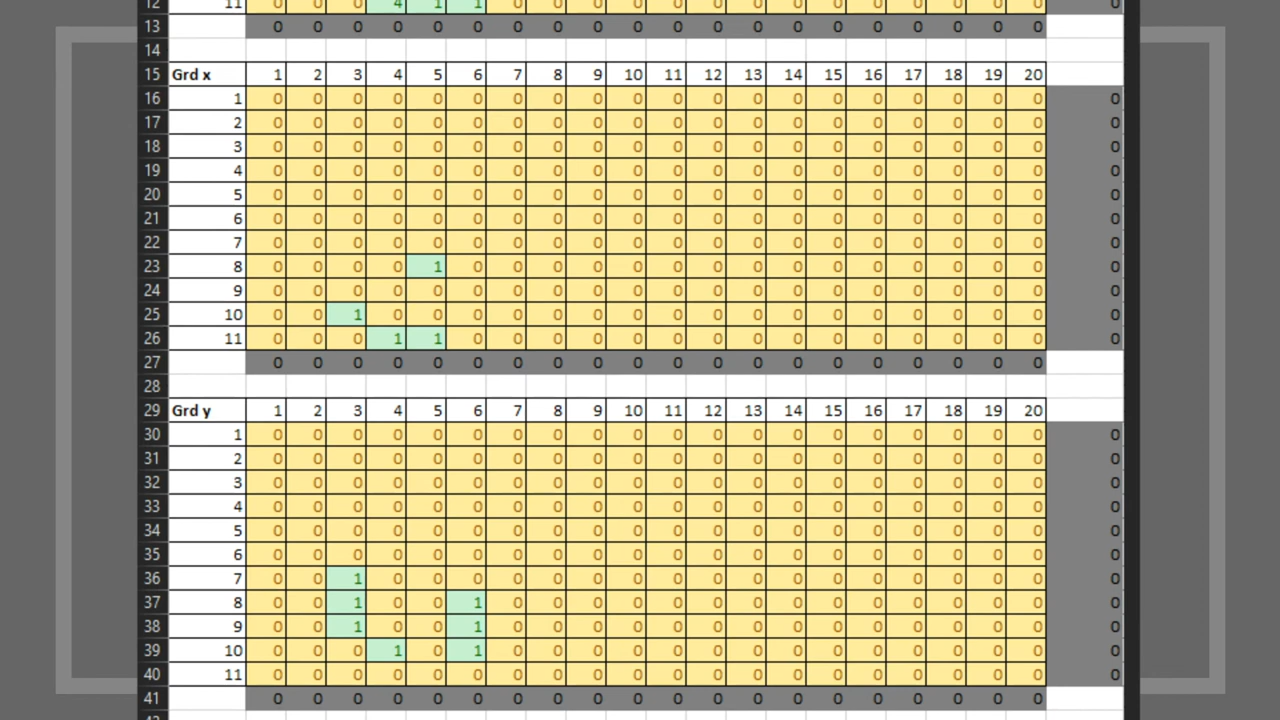 12 11 0 0 0 4 1 1 0 0 0 0 0 0 0 0 0 0 0 0 0 0 0
13 0 0 0 0 0 0 0 0 0 0 0 0 0 0 0 0 0 0 0 0
14
15 Grd x 1 2 3 4 5 6 7 8 9 10 11 12 13 14 15 16 17 18 19 20
16 1 0 0 0 0 0 0 0 0 0 0 0 0 0 0 0 0 0 0 0 0 0
17 2 0 0 0 0 0 0 0 0 0 0 0 0 0 0 0 0 0 0 0 0 0
18 3 0 0 0 0 0 0 0 0 0 0 0 0 0 0 0 0 0 0 0 0 0
19 4 0 0 0 0 0 0 0 0 0 0 0 0 0 0 0 0 0 0 0 0 0
20 5 0 0 0 0 0 0 0 0 0 0 0 0 0 0 0 0 0 0 0 0 0
21 6 0 0 0 0 0 0 0 0 0 0 0 0 0 0 0 0 0 0 0 0 0
22 7 0 0 0 0 0 0 0 0 0 0 0 0 0 0 0 0 0 0 0 0 0
23 8 0 0 0 0 1 0 0 0 0 0 0 0 0 0 0 0 0 0 0 0 0
24 9 0 0 0 0 0 0 0 0 0 0 0 0 0 0 0 0 0 0 0 0 0
25 10 0 0 1 0 0 0 0 0 0 0 0 0 0 0 0 0 0 0 0 0 0
26 11 0 0 0 1 1 0 0 0 0 0 0 0 0 0 0 0 0 0 0 0 0
27 0 0 0 0 0 0 0 0 0 0 0 0 0 0 0 0 0 0 0 0
28
29 Grd y 1 2 3 4 5 6 7 8 9 10 11 12 13 14 15 16 17 18 19 20
30 1 0 0 0 0 0 0 0 0 0 0 0 0 0 0 0 0 0 0 0 0 0
31 2 0 0 0 0 0 0 0 0 0 0 0 0 0 0 0 0 0 0 0 0 0
32 3 0 0 0 0 0 0 0 0 0 0 0 0 0 0 0 0 0 0 0 0 0
33 4 0 0 0 0 0 0 0 0 0 0 0 0 0 0 0 0 0 0 0 0 0
34 5 0 0 0 0 0 0 0 0 0 0 0 0 0 0 0 0 0 0 0 0 0
35 6 0 0 0 0 0 0 0 0 0 0 0 0 0 0 0 0 0 0 0 0 0
36 7 0 0 1 0 0 0 0 0 0 0 0 0 0 0 0 0 0 0 0 0 0
37 8 0 0 1 0 0 1 0 0 0 0 0 0 0 0 0 0 0 0 0 0 0
38 9 0 0 1 0 0 1 0 0 0 0 0 0 0 0 0 0 0 0 0 0 0
39 10 0 0 0 1 0 1 0 0 0 0 0 0 0 0 0 0 0 0 0 0 0
40 11 0 0 0 0 0 0 0 0 0 0 0 0 0 0 0 0 0 0 0 0 0
41 0 0 0 0 0 0 0 0 0 0 0 0 0 0 0 0 0 0 0 0